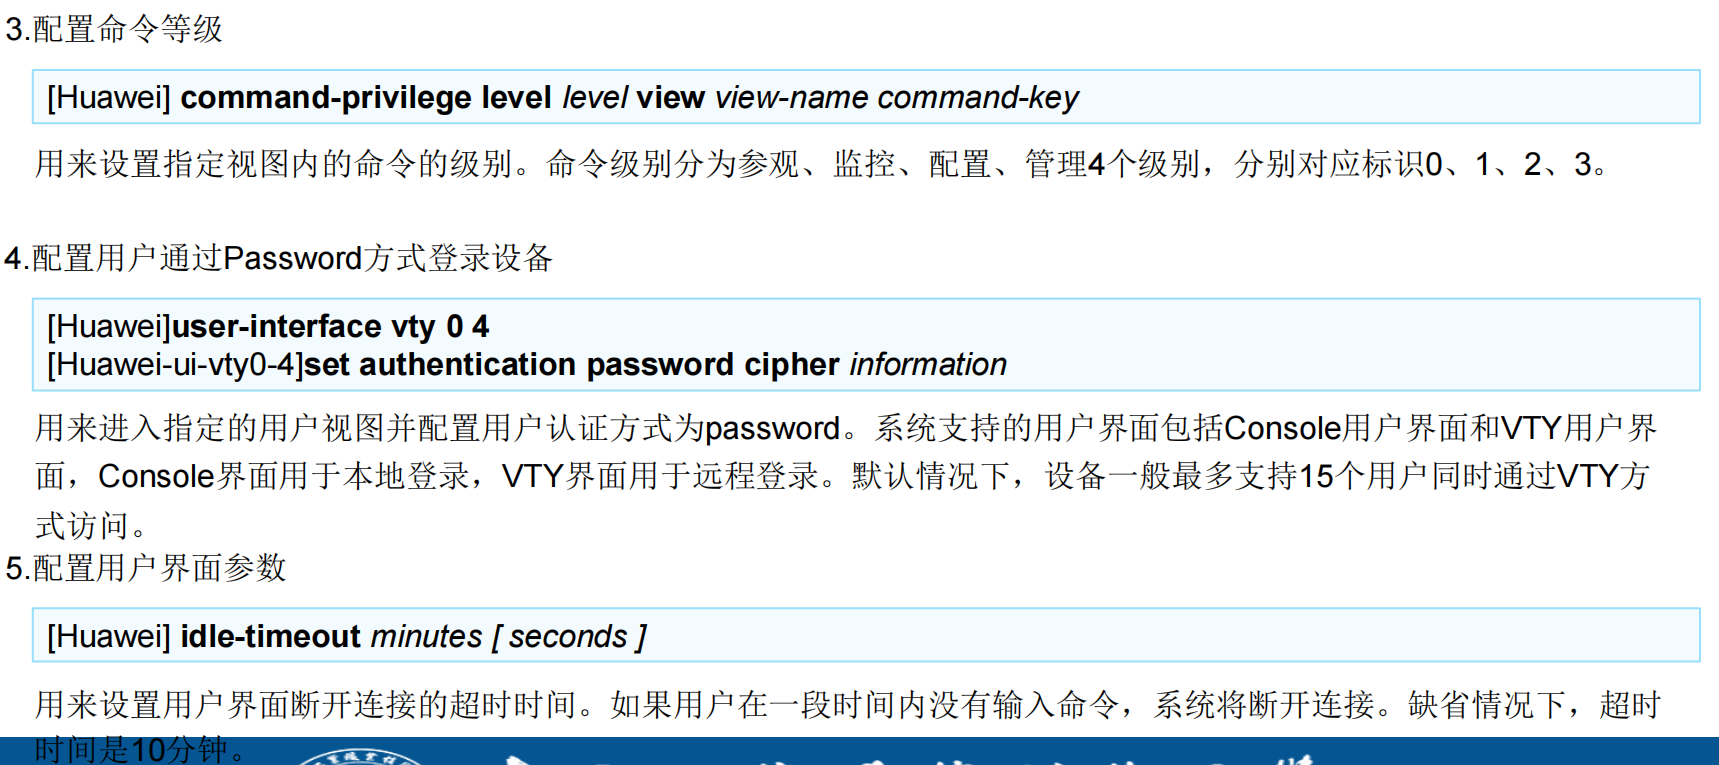 3.配置命令等级
[Huawei] command-privilege level level view view-name command-key
用来设置指定视图内的命令的级别。命令级别分为参观、监控、配置、管理4个级别，分别对应标识0、1、2、3。
4.配置用户通过Password方式登录设备
[Huawei]user-interface vty 0 4
[Huawei-ui-vty0-4]set authentication password cipher information
用来进入指定的用户视图并配置用户认证方式为password。系统支持的用户界面包括Console用户界面和VTY用户界
面，Console界面用于本地登录，VTY界面用于远程登录。默认情况下，设备一般最多支持15个用户同时通过VTY方
式访问。
5.配置用户界面参数
[Huawei] idle-timeout minutes [ seconds ]
用来设置用户界面断开连接的超时时间。如果用户在一段时间内没有输入命令，系统将断开连接。缺省情况下，超时
时间是10分钟。